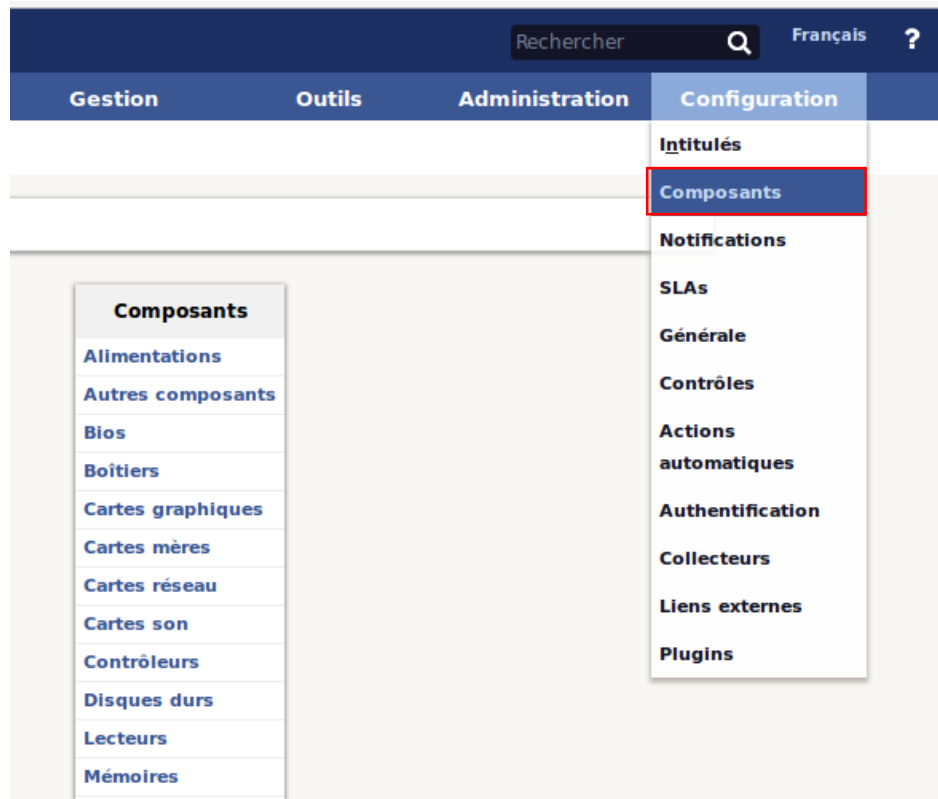 Rechercher
Français
?
Gestion
Outils
Administration
Configuration
Intitulés
Composants
Notifications
SLAs
Générale
Contrôles
Actions
automatiques
Authentification
Collecteurs
Liens externes
Plugins
Composants
Alimentations
Autres composants
Bios
Boîtiers
Cartes graphiques
Cartes mères
Cartes réseau
Cartes son
Contrôleurs
Disques durs
Lecteurs
Mémoires